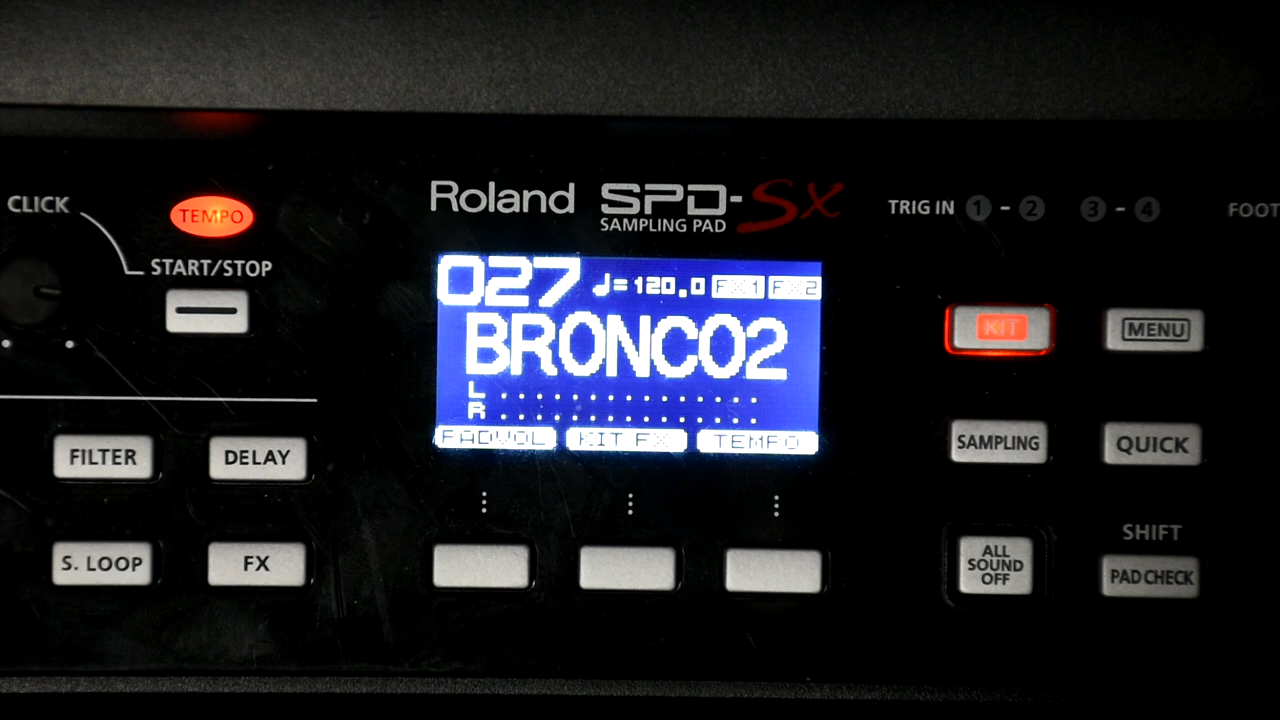 Roland SPD-SX
SAMPLING PAD
CLICK
TEMPO
START/STOP
TRIG IN 1 - 2 3 - 4
FOOT
027 ♩=120.0 FX1 FX2
BRONCO2
L
R
PADVOL KIT FX TEMPO
KIT
MENU
FILTER
DELAY
SAMPLING
QUICK
S. LOOP
FX
ALL
SOUND
OFF
SHIFT
PAD CHECK